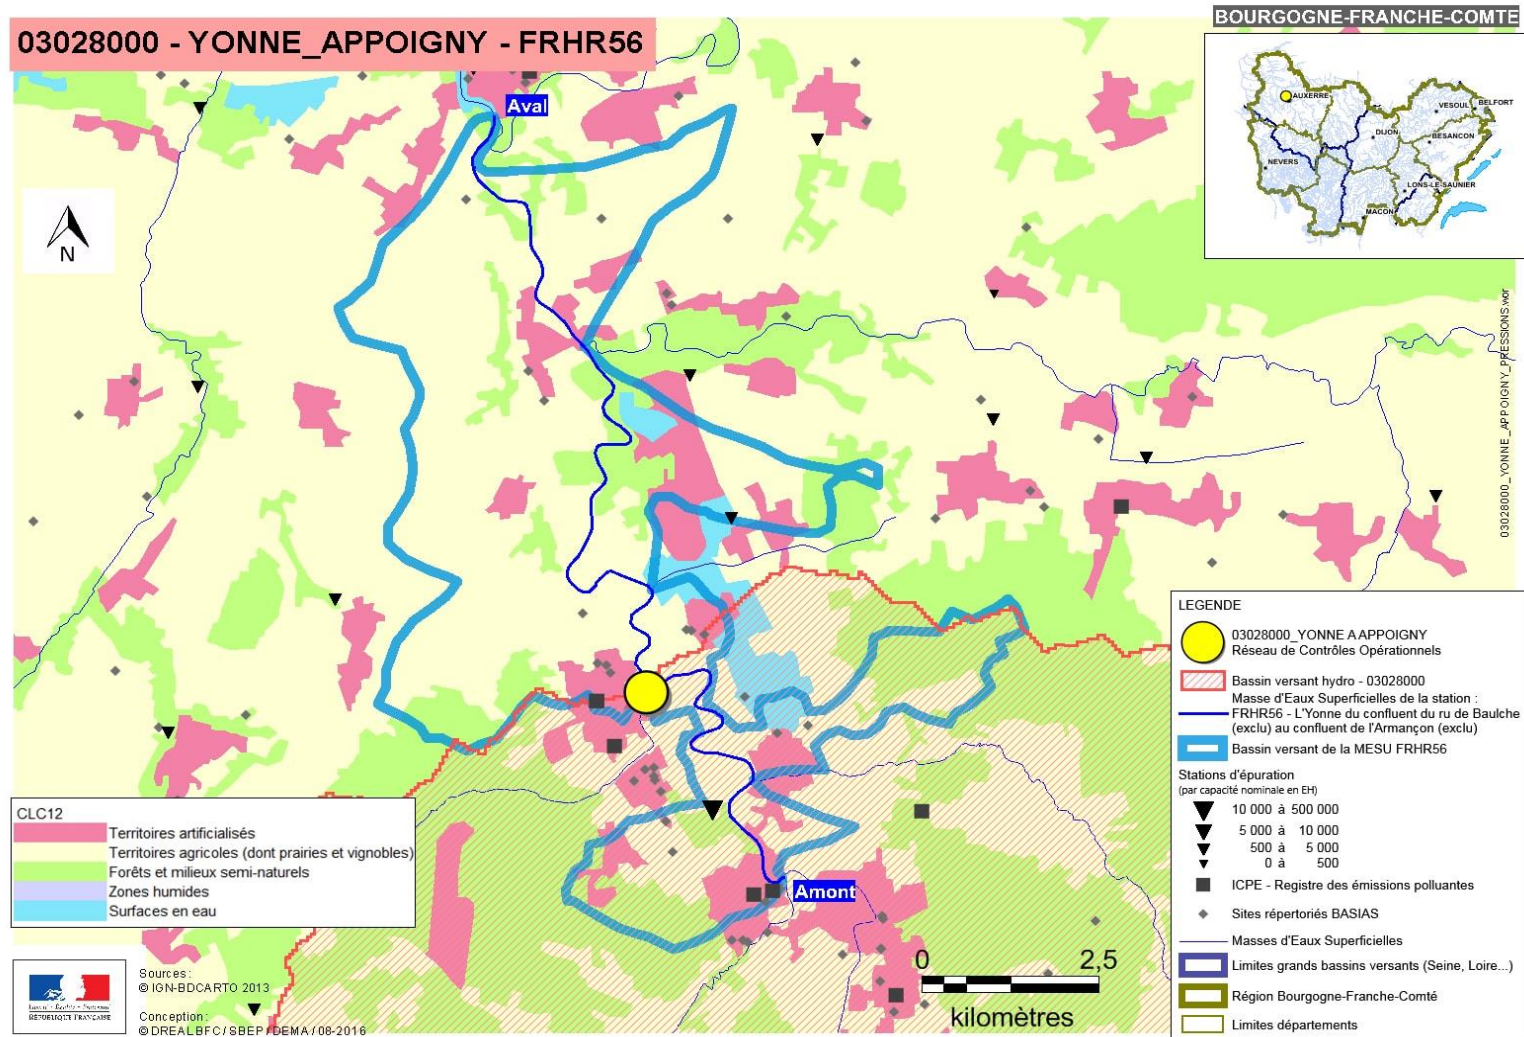 BOURGOGNE-FRANCHE-COMTE
03028000 - YONNE_APPOIGNY - FRHR56
Aval
AUXERRE
VESOUL
BELFORT
DIJON
BESANCON
NEVERS
LONS-LE-SAUNIER
MACON
N
03028000_YONNE_APPOIGNY_PRESSIONS.wor
Amont
LEGENDE
03028000_YONNE A APPOIGNY
Réseau de Contrôles Opérationnels
Bassin versant hydro - 03028000
Masse d'Eaux Superficielles de la station :
FRHR56 - L'Yonne du confluent du ru de Baulche
(exclu) au confluent de l'Armançon (exclu)
Bassin versant de la MESU FRHR56
Stations d'épuration
(par capacité nominale en EH)
10 000 à 500 000
5 000 à 10 000
500 à 5 000
0 à 500
ICPE - Registre des émissions polluantes
Sites répertoriés BASIAS
Masses d'Eaux Superficielles
Limites grands bassins versants (Seine, Loire...)
Région Bourgogne-Franche-Comté
Limites départements
CLC12
Territoires artificialisés
Territoires agricoles (dont prairies et vignobles)
Forêts et milieux semi-naturels
Zones humides
Surfaces en eau
Liberté • Égalité • Fraternité
RÉPUBLIQUE FRANÇAISE
Sources :
© IGN-BDCARTO 2013
Conception :
© DREAL BFC / SBEP / DEMA / 08-2016
0 2,5
kilomètres